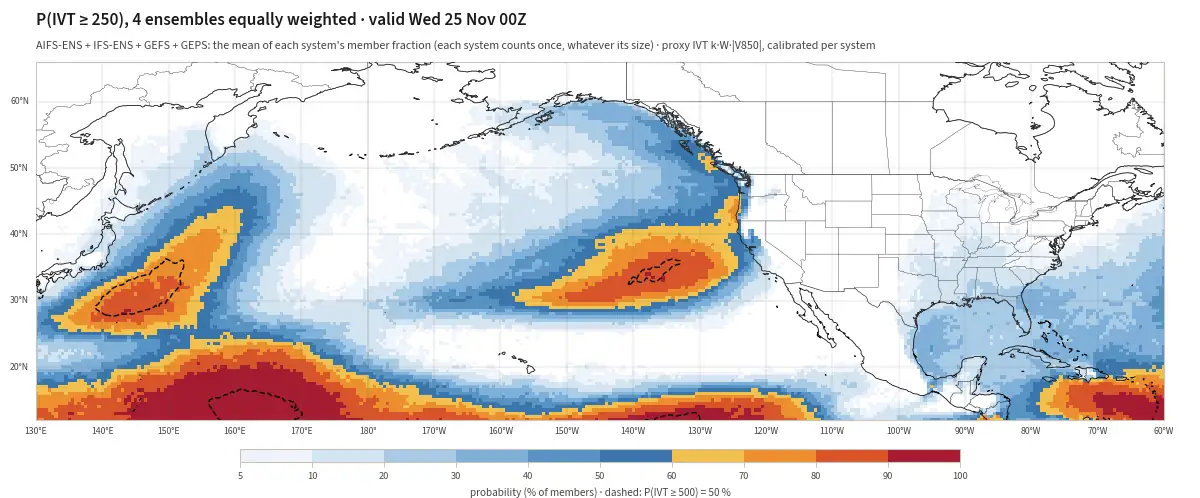 P(IVT ≥ 250), 4 ensembles equally weighted · valid Wed 25 Nov 00Z
AIFS-ENS + IFS-ENS + GEFS + GEPS: the mean of each system's member fraction (each system counts once, whatever its size) · proxy IVT k·W·|V850|, calibrated per system
60°N
50°N
40°N
30°N
20°N
130°E 140°E 150°E 160°E 170°E 180° 170°W 160°W 150°W 140°W 130°W 120°W 110°W 100°W 90°W 80°W 70°W 60°W
5 10 20 30 40 50 60 70 80 90 100
probability (% of members) · dashed: P(IVT ≥ 500) = 50 %